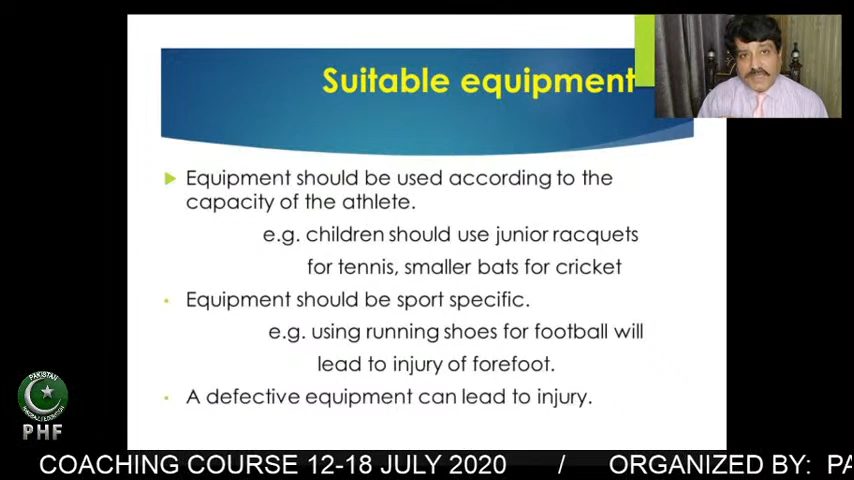 Suitable equipment
Equipment should be used according to the
capacity of the athlete.
e.g. children should use junior racquets
for tennis, smaller bats for cricket
Equipment should be sport specific.
e.g. using running shoes for football will
lead to injury of forefoot.
A defective equipment can lead to injury.
PAKISTAN
PHF
COACHING COURSE 12-18 JULY 2020 / ORGANIZED BY: PA